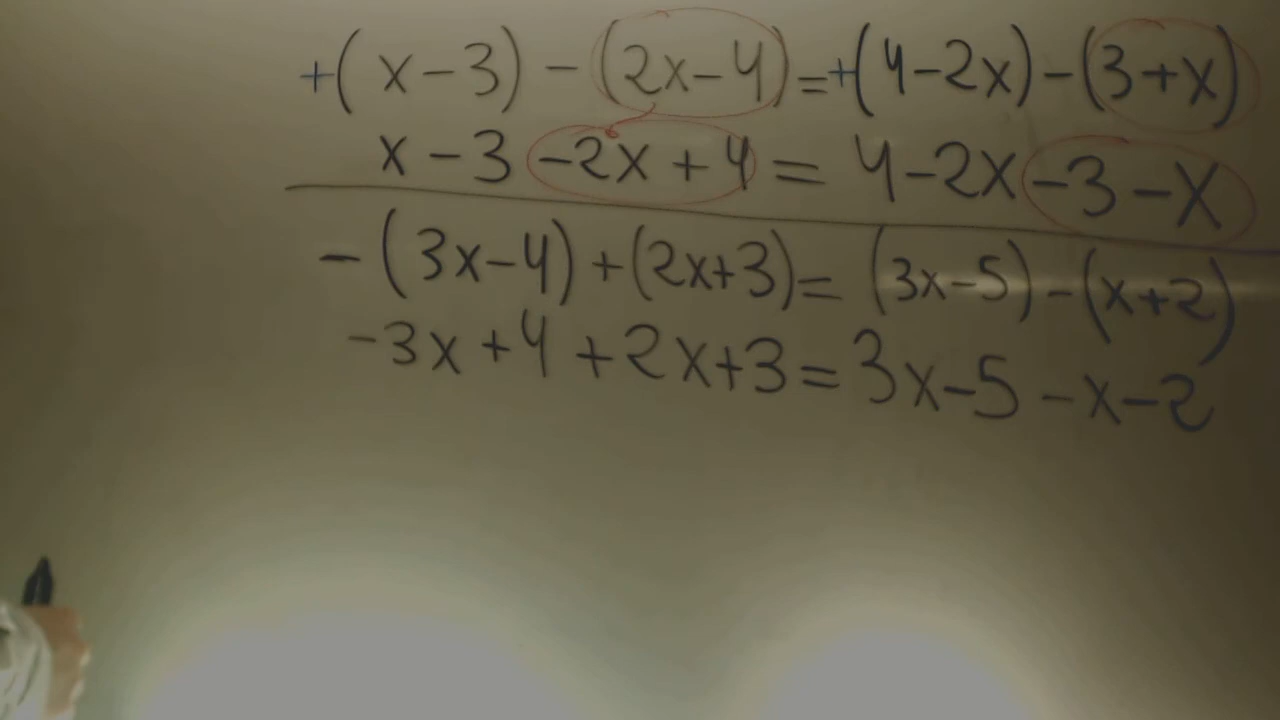 +(x-3)-(2x-4)=+(4-2x)-(3+x)
x-3-2x+4=4-2x-3-x
-(3x-4)+(2x+3)=(3x-5)-(x+2)
-3x+4+2x+3=3x-5-x-2